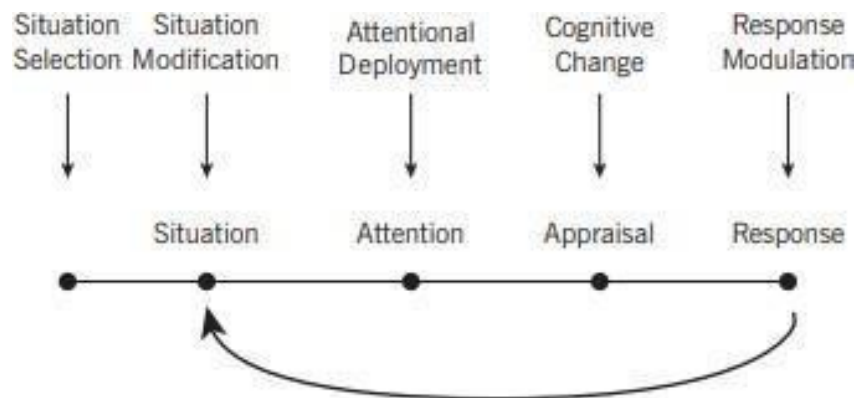 Situation
Selection
Situation
Modification
Attentional
Deployment
Cognitive
Change
Response
Modulation
Situation
Attention
Appraisal
Response